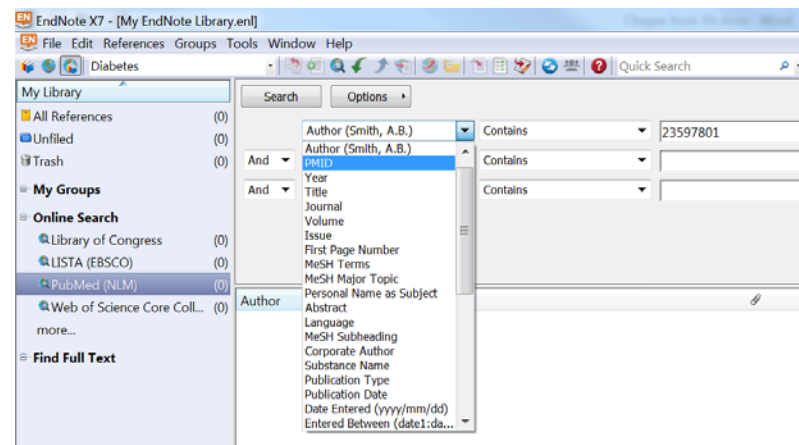 EndNote X7 - [My EndNote Library.enl]
File Edit References Groups Tools Window Help
Diabetes
Quick Search
My Library
All References (0)
Unfiled (0)
Trash (0)
My Groups
Online Search
Library of Congress (0)
LISTA (EBSCO) (0)
PubMed (NLM) (0)
Web of Science Core Coll... (0)
more...
Find Full Text
Search Options
Author (Smith, A.B.) Contains 23597801
And Contains
And Contains
Author (Smith, A.B.)
PMID
Year
Title
Journal
Volume
Issue
First Page Number
MeSH Terms
MeSH Major Topic
Personal Name as Subject
Abstract
Language
MeSH Subheading
Corporate Author
Substance Name
Publication Type
Publication Date
Date Entered (yyyy/mm/dd)
Entered Between (date1:da...
Author